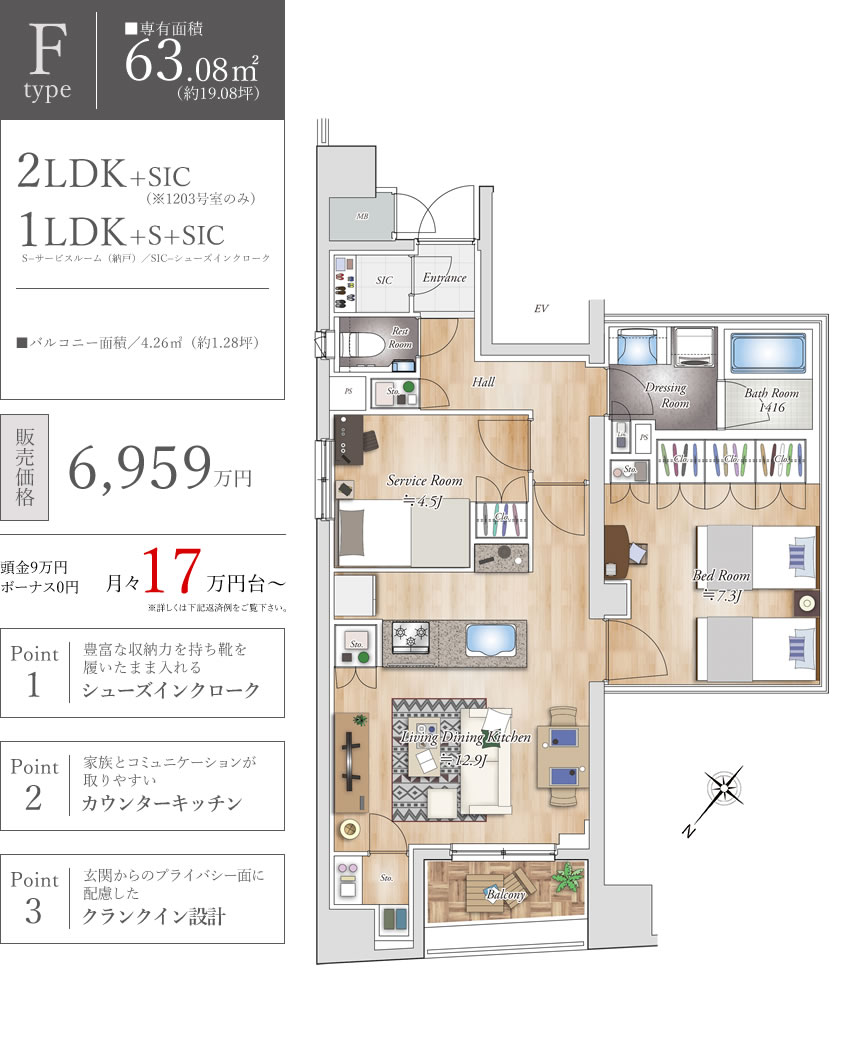 F
type
■専有面積
63.08㎡
（約19.08坪）
2LDK+SIC
（※1203号室のみ）
1LDK+S+SIC
S−サービスルーム（納戸）／SIC−シューズインクローク
■バルコニー面積／4.26㎡（約1.28坪）
販売価格
6,959万円
頭金9万円
ボーナス0円
月々17万円台〜
※詳しくは下記返済例をご覧下さい。
Point
1
豊富な収納力を持ち靴を
履いたまま入れる
シューズインクローク
Point
2
家族とコミュニケーションが
取りやすい
カウンターキッチン
Point
3
玄関からのプライバシー面に
配慮した
クランクイン設計
MB
SIC
Entrance
EV
Rest
Room
PS
Sto.
Hall
Dressing
Room
Bath Room
1416
PS
Sto.
Clo.
Clo.
Clo.
Service Room
≒4.5J
Clo.
Bed Room
≒7.3J
Sto.
Living Dining Kitchen
≒12.9J
Sto.
Balcony
N